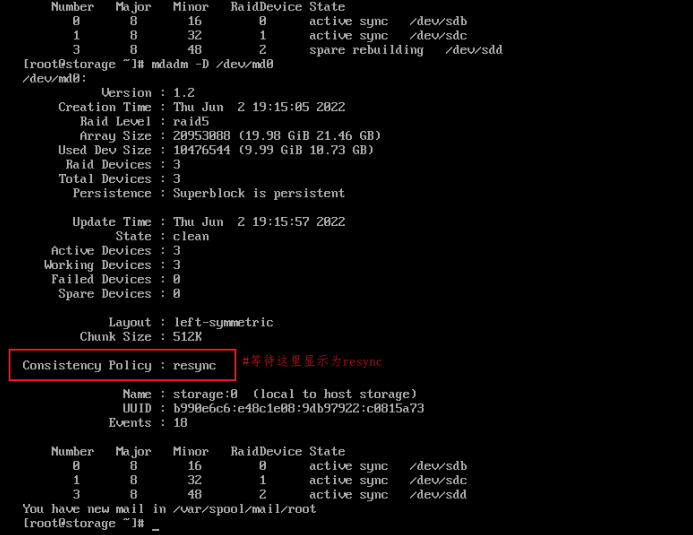 Number   Major   Minor   RaidDevice State
0       8       16        0      active sync   /dev/sdb
1       8       32        1      active sync   /dev/sdc
3       8       48        2      spare rebuilding   /dev/sdd
[root@storage ~]# mdadm -D /dev/md0
/dev/md0:
Version : 1.2
Creation Time : Thu Jun  2 19:15:05 2022
Raid Level : raid5
Array Size : 20953088 (19.98 GiB 21.46 GB)
Used Dev Size : 10476544 (9.99 GiB 10.73 GB)
Raid Devices : 3
Total Devices : 3
Persistence : Superblock is persistent
Update Time : Thu Jun  2 19:15:57 2022
State : clean
Active Devices : 3
Working Devices : 3
Failed Devices : 0
Spare Devices : 0
Layout : left-symmetric
Chunk Size : 512K
Consistency Policy : resync #等待这里显示为resync
Name : storage:0  (local to host storage)
UUID : b990e6c6:e48c1e08:9db97922:c0815a73
Events : 18
Number   Major   Minor   RaidDevice State
0       8       16        0      active sync   /dev/sdb
1       8       32        1      active sync   /dev/sdc
3       8       48        2      active sync   /dev/sdd
You have new mail in /var/spool/mail/root
[root@storage ~]# _